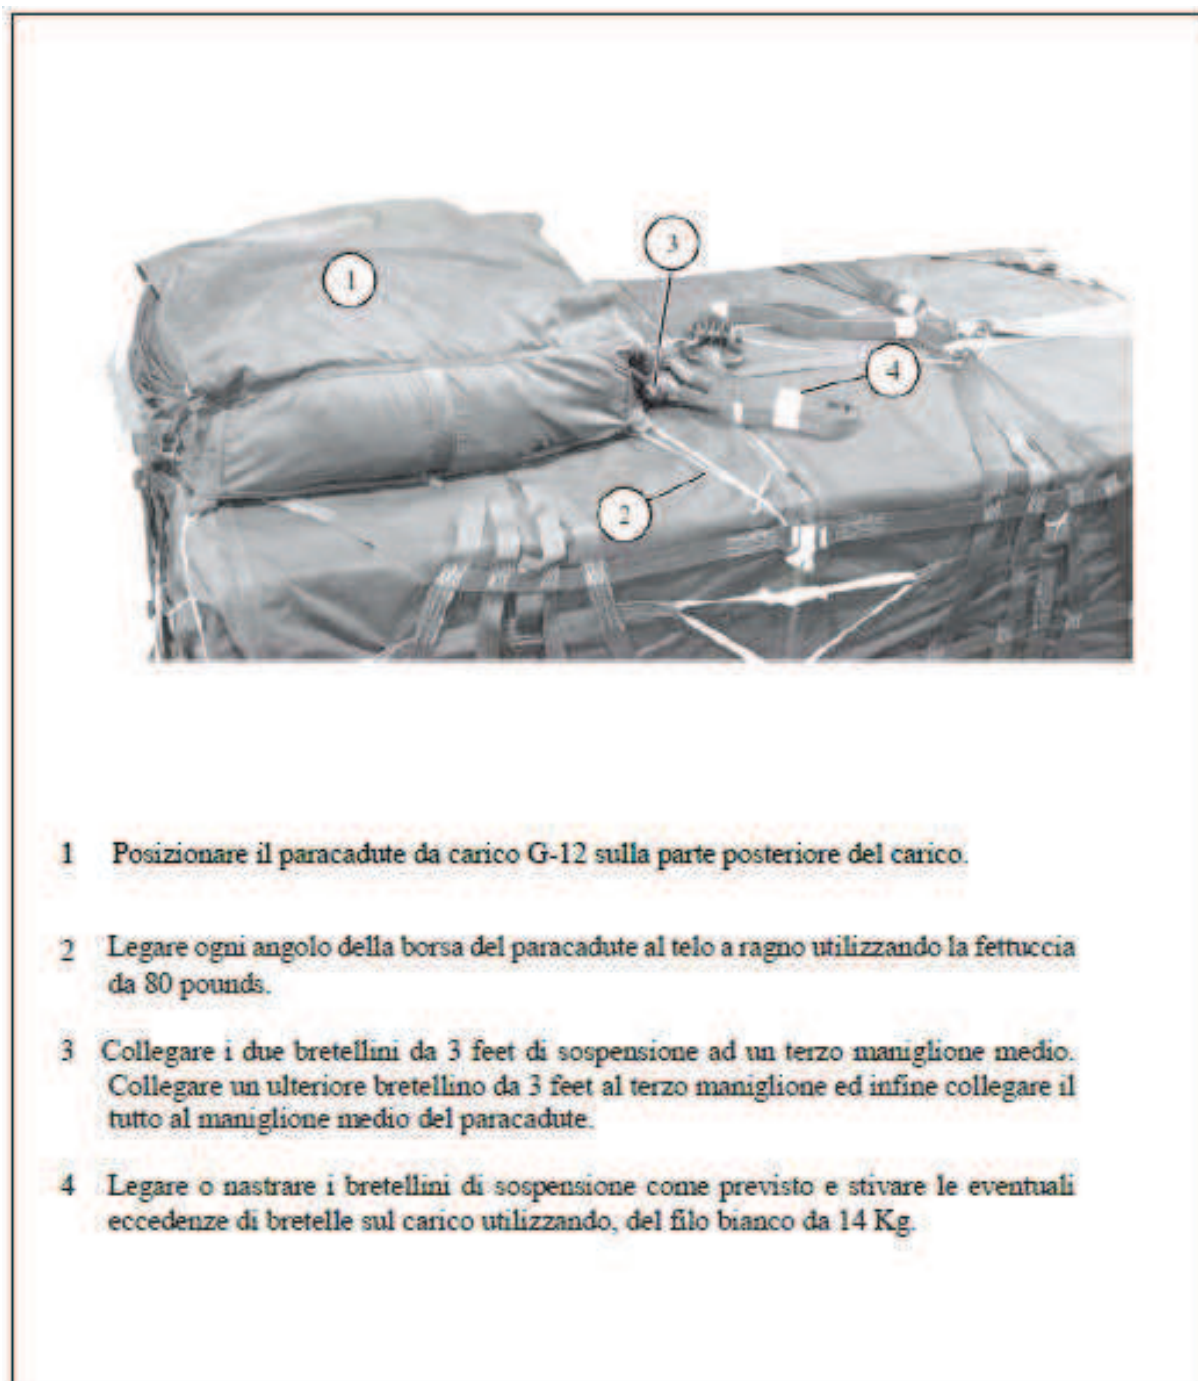 1
3
4
2
1 Posizionare il paracadute da carico G-12 sulla parte posteriore del carico.
2 Legare ogni angolo della borsa del paracadute al telo a ragno utilizzando la fettuccia
da 80 pounds.
3 Collegare i due bretellini da 3 feet di sospensione ad un terzo maniglione medio.
Collegare un ulteriore bretellino da 3 feet al terzo maniglione ed infine collegare il
tutto al maniglione medio del paracadute.
4 Legare o nastrare i bretellini di sospensione come previsto e stivare le eventuali
eccedenze di bretelle sul carico utilizzando, del filo bianco da 14 Kg.